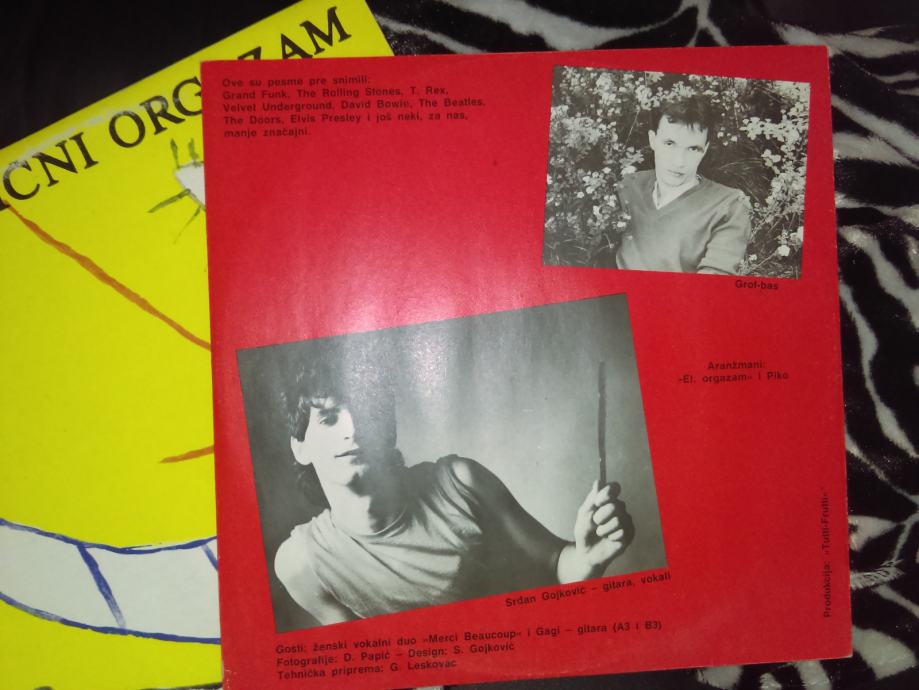 ČNI ORGAZAM
Ove su pesme pre snimili:
Grand Funk, The Rolling Stones, T. Rex,
Velvet Underground, David Bowie, The Beatles,
The Doors, Elvis Presley i još neki, za nas,
manje značajni.
Grof-bas
Aranžmani:
»El. orgazam« i Piko
Srđan Gojković – gitara, vokali
Produkcija: »Tutti-Frutti«
Gosti: ženski vokalni duo »Merci Beaucoup« i Gagi – gitara (A3 i B3)
Fotografije: D. Papić – Design: S. Gojković
Tehnička priprema: G. Leskovac